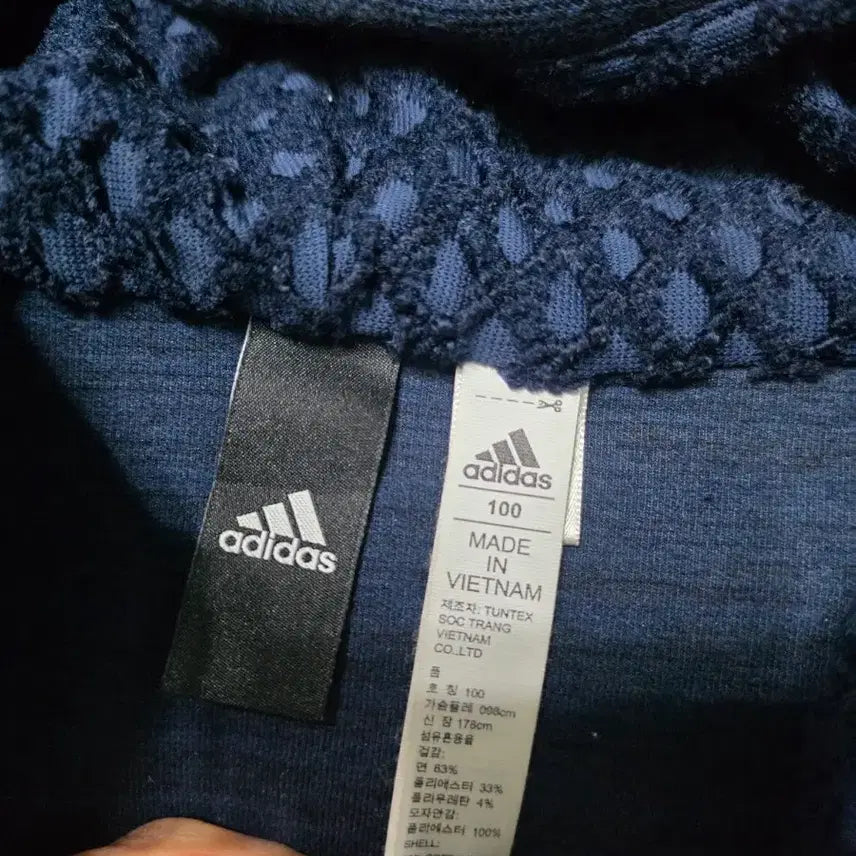 adidas
adidas
100
MADE
IN
VIETNAM
제조자: TUNTEX
SOC TRANG
VIETNAM
CO.,LTD
품
호 칭 100
가슴둘레 098cm
신 장 178cm
섬유혼용율
겉감:
면 63%
폴리에스터 33%
폴리우레탄 4%
모자안감:
폴리에스터 100%
SHELL: